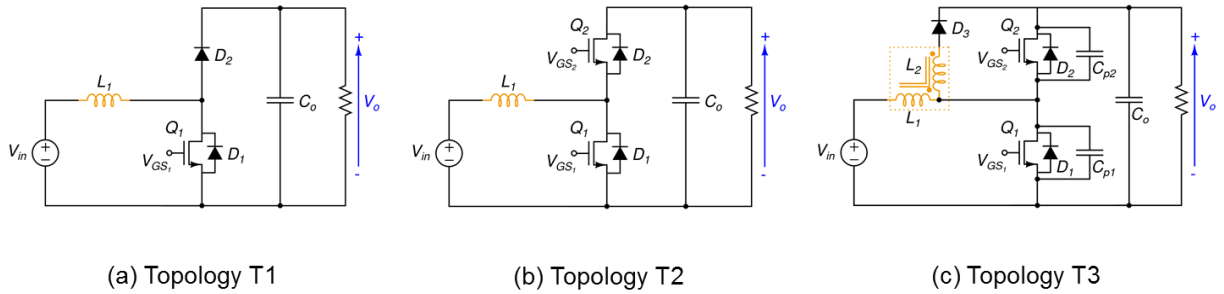 L1
Vin
D2
Q1
VGS1
D1
Co
+
Vo
-
L1
Vin
Q2
VGS2
D2
Q1
VGS1
D1
Co
+
Vo
-
D3
L2
L1
Vin
Q2
VGS2
D2
Cp2
Q1
VGS1
D1
Cp1
Co
+
Vo
-
(a) Topology T1
(b) Topology T2
(c) Topology T3